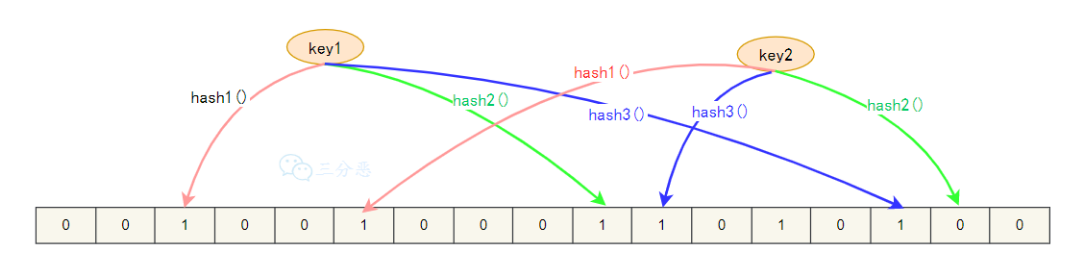 key1
key2
hash1()
hash2()
hash1()
hash3()
hash3()
hash2()
三分恶
0 0 1 0 0 1 0 0 0 1 1 0 1 0 1 0 0